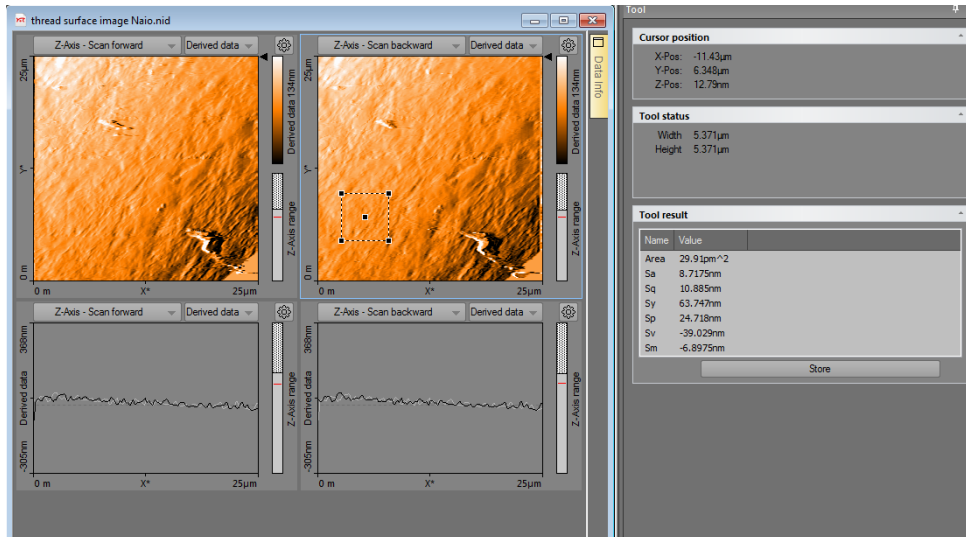 thread surface image Naio.nid
Z-Axis - Scan forward
Derived data
Z-Axis - Scan backward
Derived data
25µm
Y*
0 m
Derived data 134nm
Z-Axis range
0 m
X*
25µm
Derived data 134nm
Z-Axis range
0 m
X*
25µm
Data Info
Z-Axis - Scan forward
Derived data
Z-Axis - Scan backward
Derived data
368nm
Derived data
-305nm
Z-Axis range
0 m
X*
25µm
368nm
Derived data
-305nm
Z-Axis range
0 m
X*
25µm
25µm
Y*
0 m
Tool
Cursor position
X-Pos: -11.43µm
Y-Pos: 6.348µm
Z-Pos: 12.79nm
Tool status
Width 5.371µm
Height 5.371µm
Tool result
Name Value
Area 29.91pm^2
Sa 8.7175nm
Sq 10.885nm
Sy 63.747nm
Sp 24.718nm
Sv -39.029nm
Sm -6.8975nm
Store